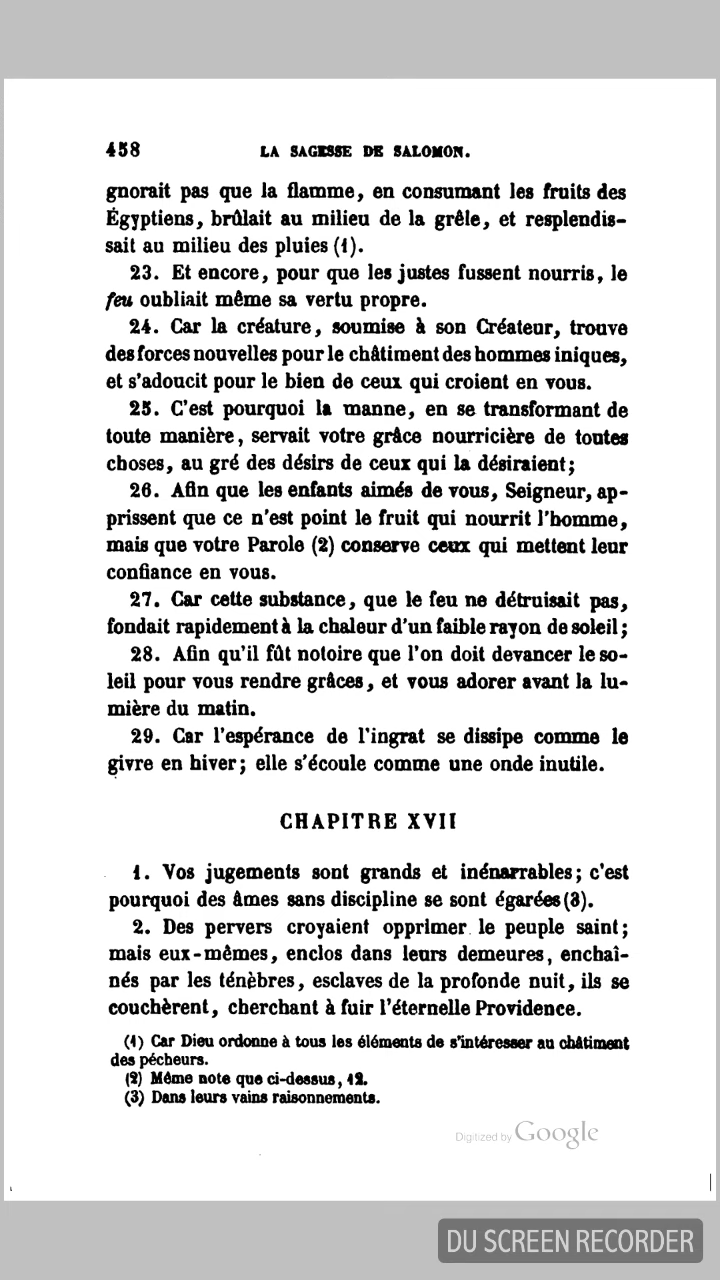 458 LA SAGESSE DE SALOMON.
gnorait pas que la flamme, en consumant les fruits des
Égyptiens, brûlait au milieu de la grêle, et resplendis-
sait au milieu des pluies (1).
23. Et encore, pour que les justes fussent nourris, le
feu oubliait même sa vertu propre.
24. Car la créature, soumise à son Créateur, trouve
des forces nouvelles pour le châtiment des hommes iniques,
et s'adoucit pour le bien de ceux qui croient en vous.
25. C'est pourquoi la manne, en se transformant de
toute manière, servait votre grâce nourricière de toutes
choses, au gré des désirs de ceux qui la désiraient;
26. Afin que les enfants aimés de vous, Seigneur, ap-
prissent que ce n'est point le fruit qui nourrit l'homme,
mais que votre Parole (2) conserve ceux qui mettent leur
confiance en vous.
27. Car cette substance, que le feu ne détruisait pas,
fondait rapidement à la chaleur d'un faible rayon de soleil;
28. Afin qu'il fût notoire que l'on doit devancer le so-
leil pour vous rendre grâces, et vous adorer avant la lu-
mière du matin.
29. Car l'espérance de l'ingrat se dissipe comme le
givre en hiver; elle s'écoule comme une onde inutile.
CHAPITRE XVII
1. Vos jugements sont grands et inénarrables; c'est
pourquoi des âmes sans discipline se sont égarées (3).
2. Des pervers croyaient opprimer le peuple saint;
mais eux-mêmes, enclos dans leurs demeures, enchaî-
nés par les ténèbres, esclaves de la profonde nuit, ils se
couchèrent, cherchant à fuir l'éternelle Providence.
(1) Car Dieu ordonne à tous les éléments de s'intéresser au châtiment
des pécheurs.
(2) Même note que ci-dessus, 12.
(3) Dans leurs vains raisonnements.
Digitized by Google
DU SCREEN RECORDER